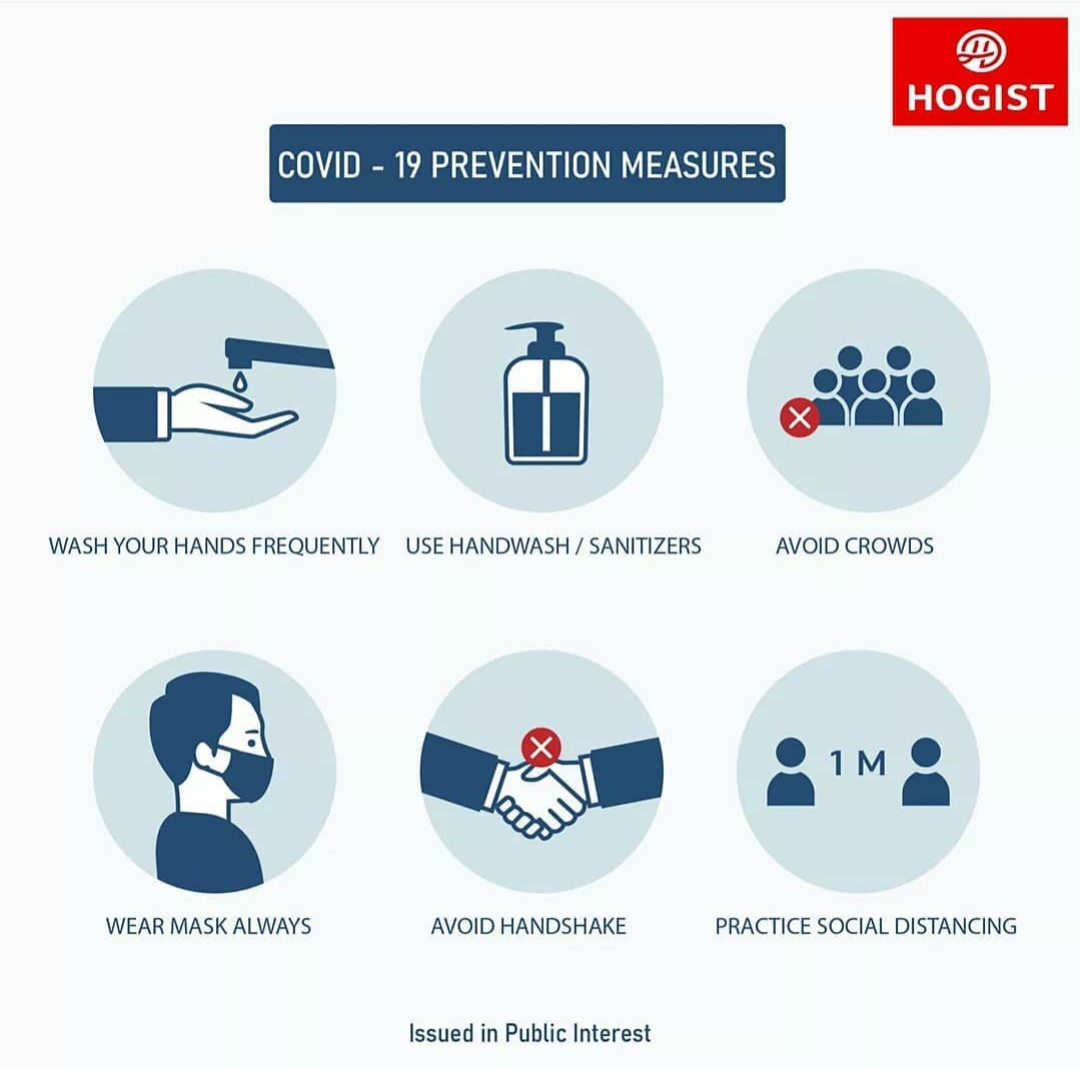 HOGIST
COVID - 19 PREVENTION MEASURES
WASH YOUR HANDS FREQUENTLY
USE HANDWASH / SANITIZERS
AVOID CROWDS
1 M
WEAR MASK ALWAYS
AVOID HANDSHAKE
PRACTICE SOCIAL DISTANCING
Issued in Public Interest